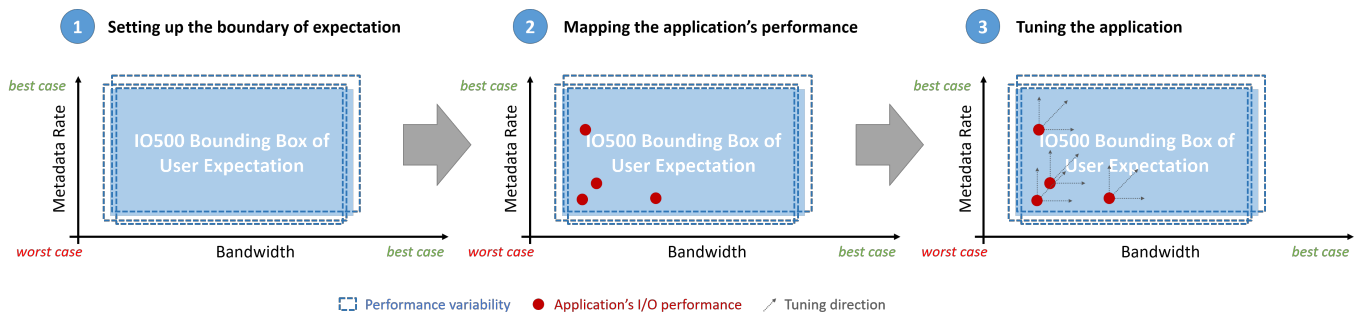 1 Setting up the boundary of expectation
best case
Metadata Rate
IO500 Bounding Box of
User Expectation
worst case
Bandwidth
best case
2 Mapping the application's performance
best case
Metadata Rate
IO500 Bounding Box of
User Expectation
worst case
Bandwidth
best case
3 Tuning the application
best case
Metadata Rate
IO500 Bounding Box of
User Expectation
worst case
Bandwidth
best case
Performance variability
Application's I/O performance
Tuning direction